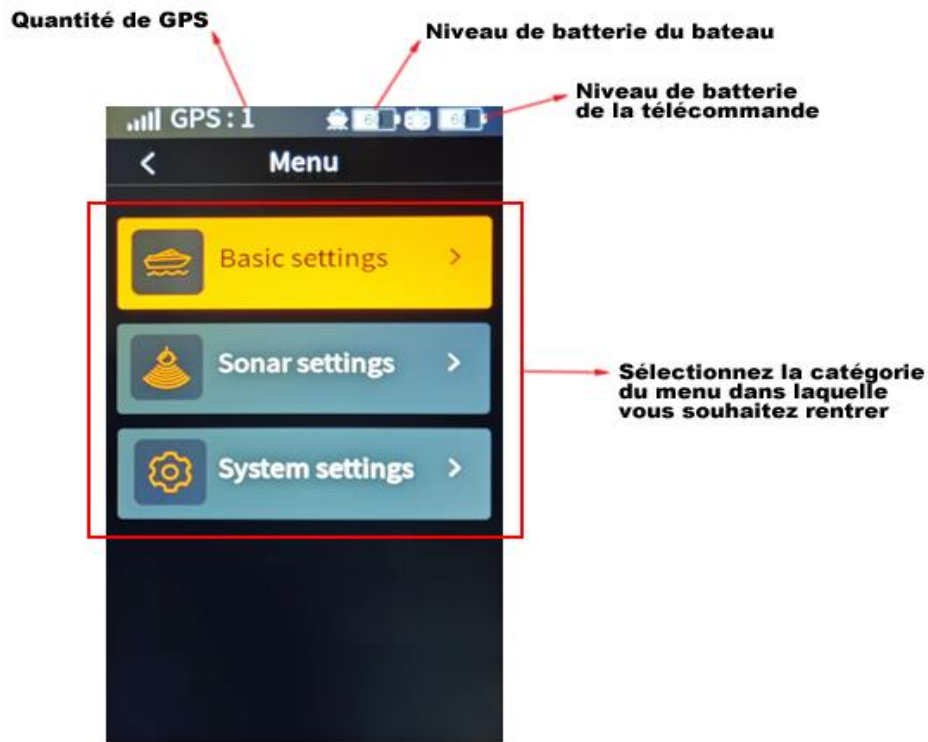 Quantité de GPS
Niveau de batterie du bateau
Niveau de batterie
de la télécommande
GPS:1
Menu
Basic settings
Sonar settings
System settings
Sélectionnez la catégorie
du menu dans laquelle
vous souhaitez rentrer